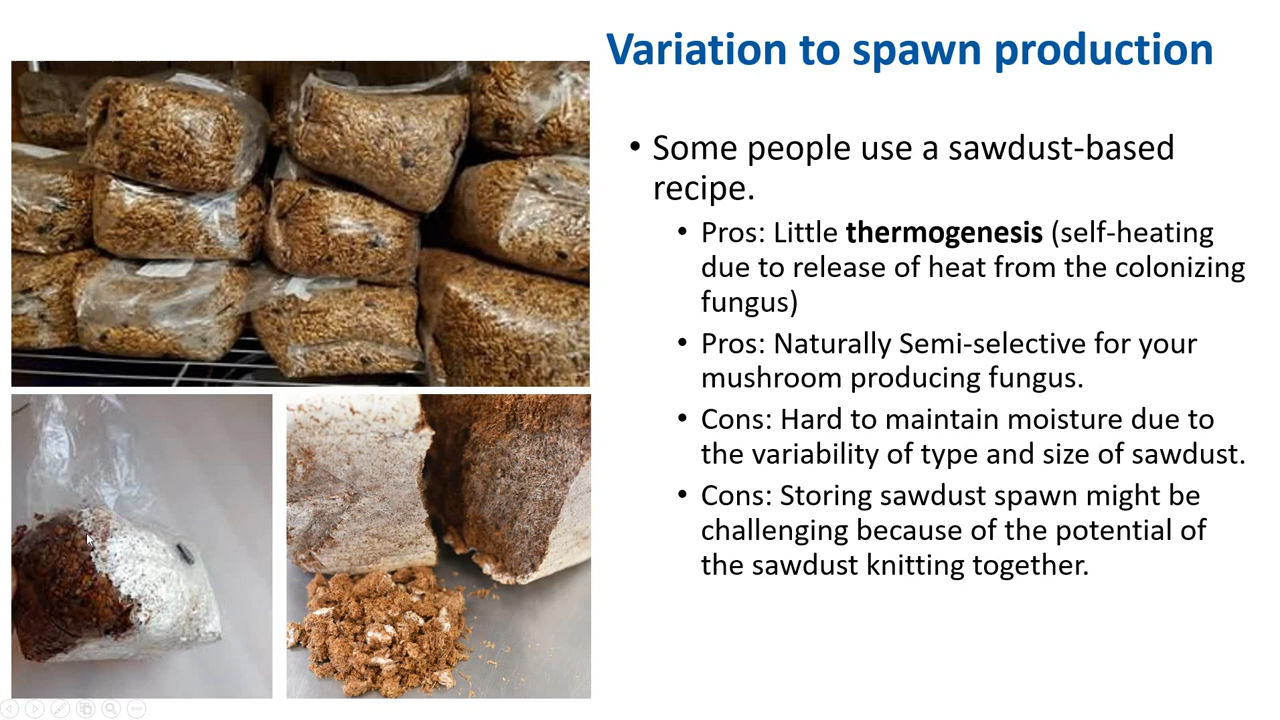 Variation to spawn production
• Some people use a sawdust-based
recipe.
• Pros: Little thermogenesis (self-heating
due to release of heat from the colonizing
fungus)
• Pros: Naturally Semi-selective for your
mushroom producing fungus.
• Cons: Hard to maintain moisture due to
the variability of type and size of sawdust.
• Cons: Storing sawdust spawn might be
challenging because of the potential of
the sawdust knitting together.